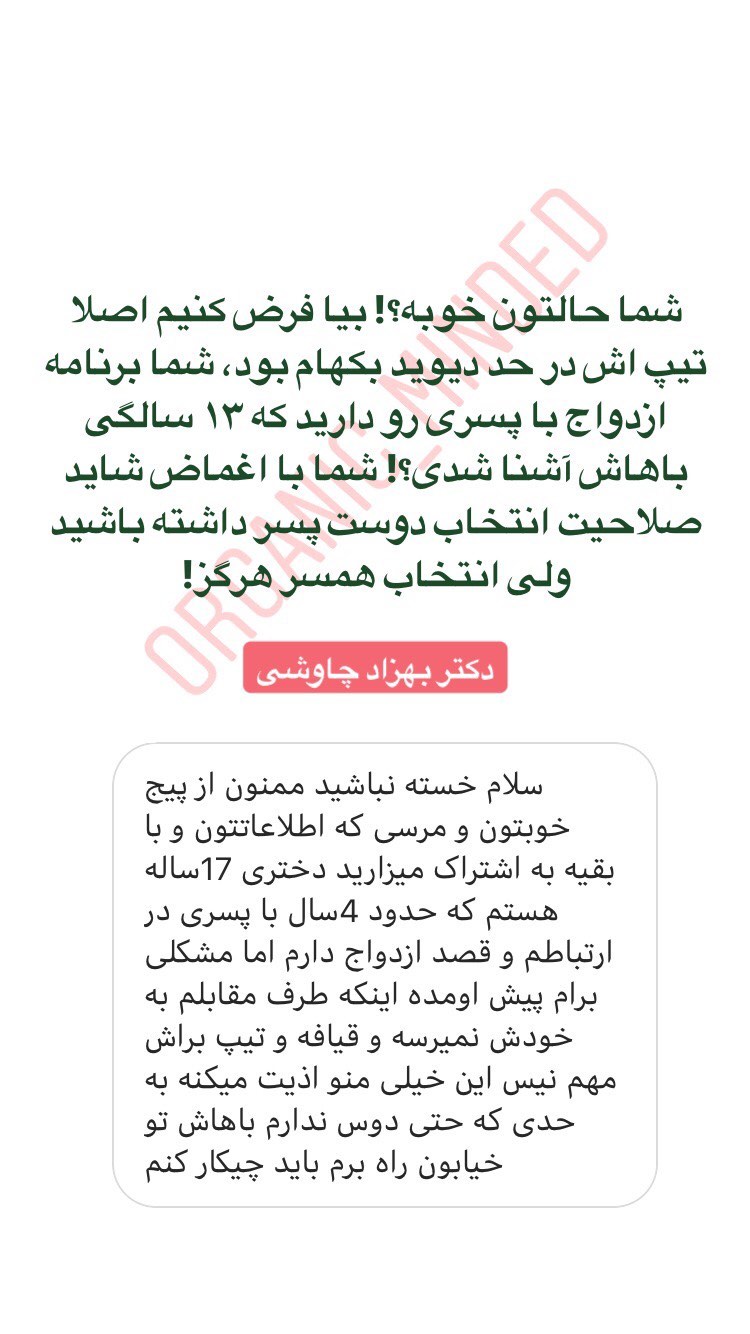 شما حالتون خوبه؟! بیا فرض کنیم اصلا
تیپ اش در حد دیوید بکهام بود، شما برنامه
ازدواج با پسری رو دارید که ۱۳ سالگی
باهاش آشنا شدی؟! شما با اغماض شاید
صلاحیت انتخاب دوست پسر داشته باشید
ولی انتخاب همسر هرگز!
ORGANIC_MINDED
دکتر بهزاد چاوشی
سلام خسته نباشید ممنون از پیج
خوبتون و مرسی که اطلاعاتتون و با
بقیه به اشتراک میزارید دختری 17ساله
هستم که حدود 4سال با پسری در
ارتباطم و قصد ازدواج دارم اما مشکلی
برام پیش اومده اینکه طرف مقابلم به
خودش نمیرسه و قیافه و تیپ براش
مهم نیس این خیلی منو اذیت میکنه به
حدی که حتی دوس ندارم باهاش تو
خیابون راه برم باید چیکار کنم